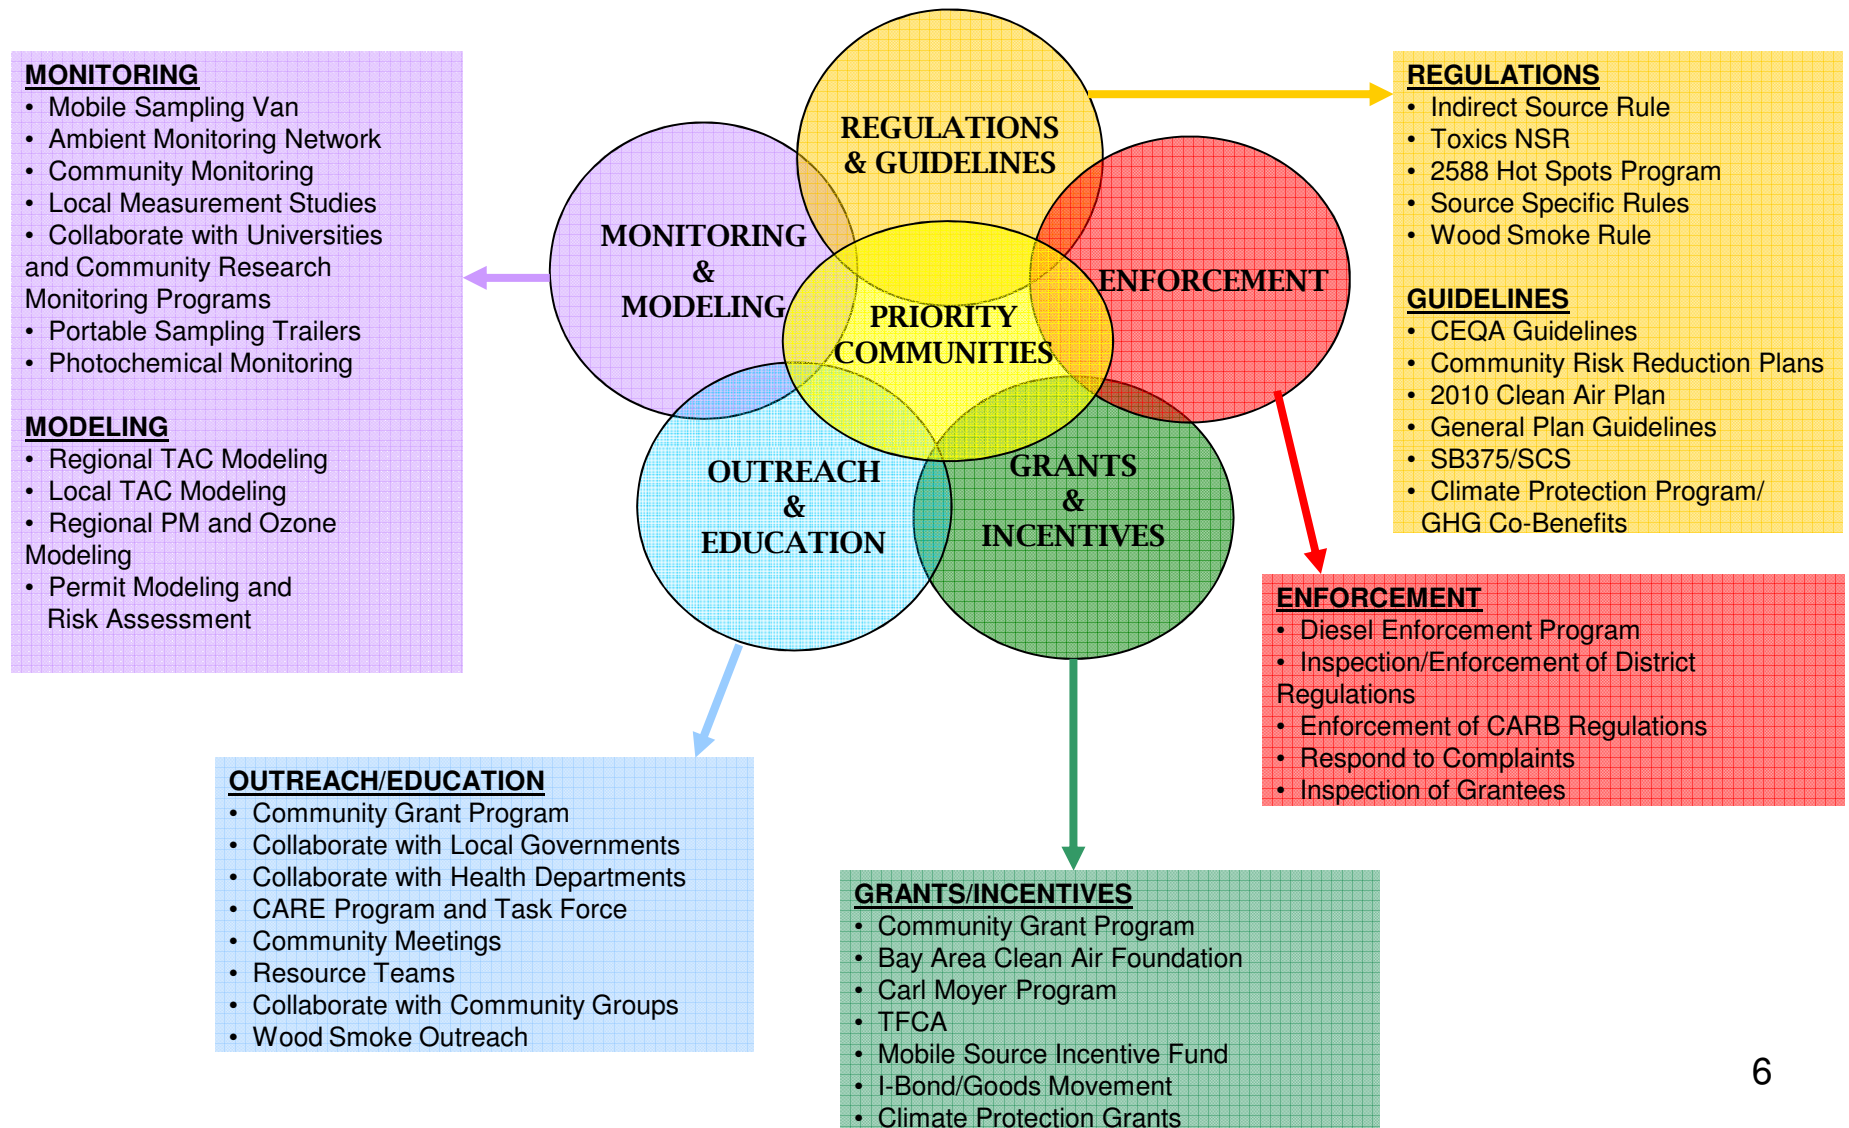 MONITORING
• Mobile Sampling Van
• Ambient Monitoring Network
• Community Monitoring
• Local Measurement Studies
• Collaborate with Universities
and Community Research
Monitoring Programs
• Portable Sampling Trailers
• Photochemical Monitoring
MODELING
• Regional TAC Modeling
• Local TAC Modeling
• Regional PM and Ozone
Modeling
• Permit Modeling and
Risk Assessment
REGULATIONS
& GUIDELINES
MONITORING
&
MODELING
ENFORCEMENT
PRIORITY
COMMUNITIES
OUTREACH
&
EDUCATION
GRANTS
&
INCENTIVES
REGULATIONS
• Indirect Source Rule
• Toxics NSR
• 2588 Hot Spots Program
• Source Specific Rules
• Wood Smoke Rule
GUIDELINES
• CEQA Guidelines
• Community Risk Reduction Plans
• 2010 Clean Air Plan
• General Plan Guidelines
• SB375/SCS
• Climate Protection Program/
GHG Co-Benefits
ENFORCEMENT
• Diesel Enforcement Program
• Inspection/Enforcement of District
Regulations
• Enforcement of CARB Regulations
• Respond to Complaints
• Inspection of Grantees
OUTREACH/EDUCATION
• Community Grant Program
• Collaborate with Local Governments
• Collaborate with Health Departments
• CARE Program and Task Force
• Community Meetings
• Resource Teams
• Collaborate with Community Groups
• Wood Smoke Outreach
GRANTS/INCENTIVES
• Community Grant Program
• Bay Area Clean Air Foundation
• Carl Moyer Program
• TFCA
• Mobile Source Incentive Fund
• I-Bond/Goods Movement
• Climate Protection Grants
6